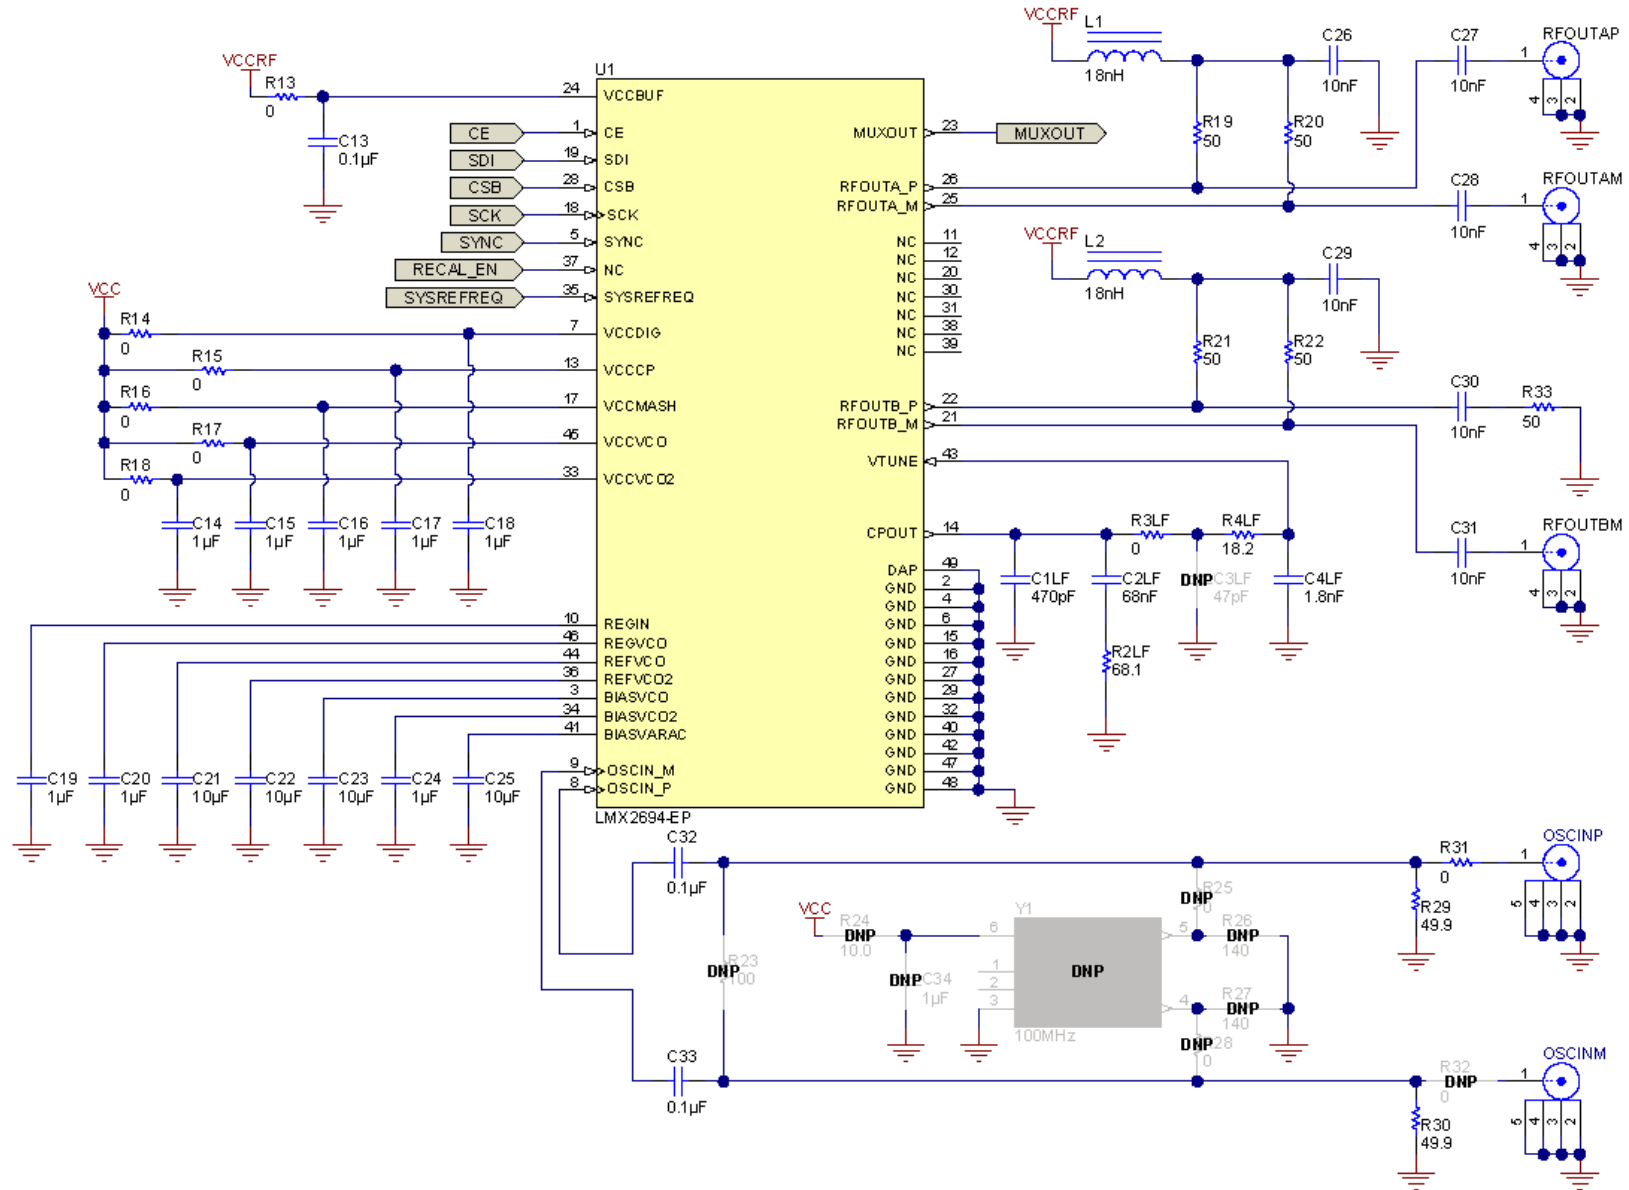 VCCRF
R13
0
C13
0.1µF
CE
SDI
CSB
SCK
SYNC
RECAL_EN
SYSREFREQ
VCC
R14
0
R15
0
R16
0
R17
0
R18
0
C14
1µF
C15
1µF
C16
1µF
C17
1µF
C18
1µF
C19
1µF
C20
1µF
C21
10µF
C22
10µF
C23
10µF
C24
1µF
C25
10µF
U1
24 VCCBUF
1 CE
19 SDI
28 CSB
18 SCK
5 SYNC
37 NC
35 SYSREFREQ
7 VCCDIG
13 VCCCP
17 VCCMASH
45 VCCVCO
33 VCCVCO2
10 REGIN
46 REGVCO
44 REFVCO
36 REFVCO2
3 BIASVCO
34 BIASVCO2
41 BIASVARAC
9 OSCIN_M
8 OSCIN_P
LMX2694-EP
MUXOUT 23
MUXOUT
RFOUTA_P 26
RFOUTA_M 25
NC 11
NC 12
NC 20
NC 30
NC 31
NC 38
NC 39
RFOUTB_P 22
RFOUTB_M 21
VTUNE 43
CPOUT 14
DAP 49
GND 2
GND 4
GND 6
GND 15
GND 16
GND 27
GND 29
GND 32
GND 40
GND 42
GND 47
GND 48
VCCRF
L1
18nH
C26
10nF
R19
50
R20
50
C27
10nF
RFOUTAP
1
4 3 2
C28
10nF
RFOUTAM
1
4 3 2
VCCRF
L2
18nH
C29
10nF
R21
50
R22
50
C30
10nF
R33
50
C31
10nF
RFOUTBM
1
4 3 2
R3LF
0
R4LF
18.2
C1LF
470pF
C2LF
68nF
DNP
C3LF
47pF
C4LF
1.8nF
R2LF
68.1
C32
0.1µF
C33
0.1µF
DNP
R23
100
VCC
R24
DNP
10.0
DNP
C34
1µF
Y1
6
1
2
3
DNP
5
4
100MHz
R25
DNP
0
R26
DNP
140
R27
DNP
140
DNP
R28
0
R31
0
R29
49.9
OSCINP
1
5 4 3 2
R32
DNP
0
R30
49.9
OSCINM
1
5 4 3 2